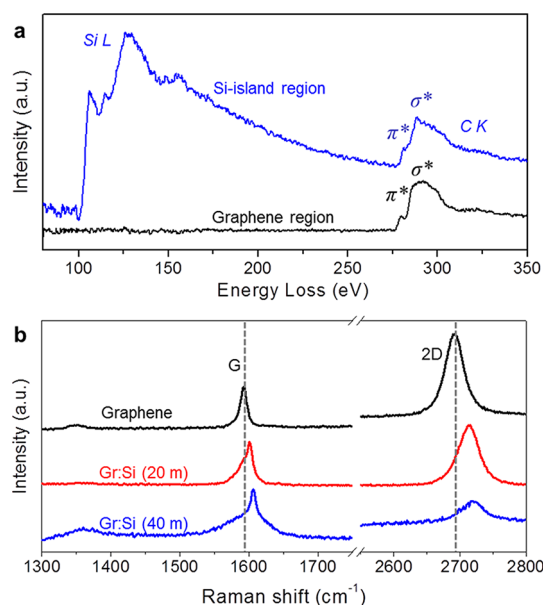 a
Si L
Si-island region
π*
σ*
C K
π*
σ*
Graphene region
Intensity (a.u.)
100 150 200 250 300 350
Energy Loss (eV)
b
G
2D
Graphene
Gr:Si (20 m)
Gr:Si (40 m)
Intensity (a.u.)
1300 1400 1500 1600 1700 2600 2700 2800
Raman shift (cm-1)